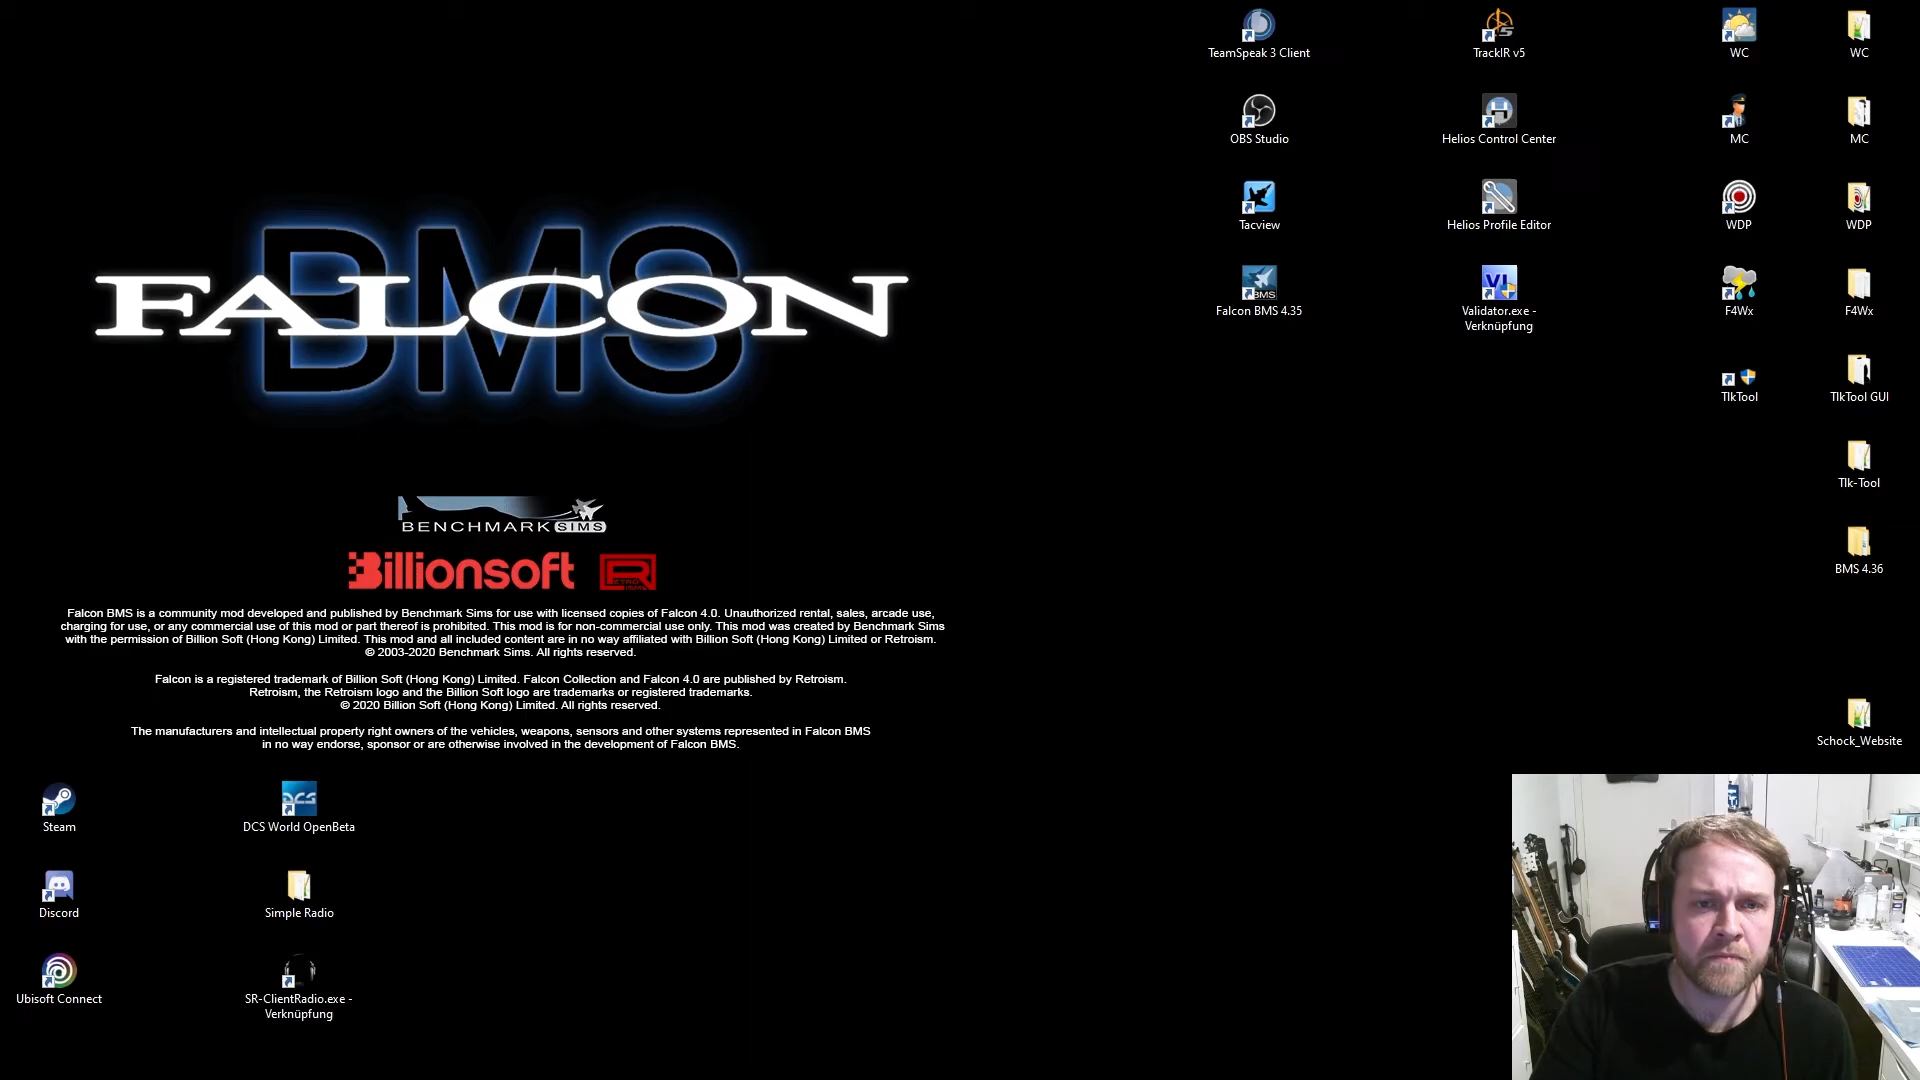 TeamSpeak 3 Client
TrackIR v5
WC
WC
OBS Studio
Helios Control Center
MC
MC
Tacview
Helios Profile Editor
WDP
WDP
BMS
FALCON
BMS
Falcon BMS 4.35
VI
Validator.exe -
Verknüpfung
F4Wx
F4Wx
TlkTool
TlkTool GUI
Tlk-Tool
BENCHMARK SIMS
Billionsoft
BMS 4.36
Falcon BMS is a community mod developed and published by Benchmark Sims for use with licensed copies of Falcon 4.0. Unauthorized rental, sales, arcade use,
charging for use, or any commercial use of this mod or part thereof is prohibited. This mod is for non-commercial use only. This mod was created by Benchmark Sims
with the permission of Billion Soft (Hong Kong) Limited. This mod and all included content are in no way affiliated with Billion Soft (Hong Kong) Limited or Retroism.
© 2003-2020 Benchmark Sims. All rights reserved.
Falcon is a registered trademark of Billion Soft (Hong Kong) Limited. Falcon Collection and Falcon 4.0 are published by Retroism.
Retroism, the Retroism logo and the Billion Soft logo are trademarks or registered trademarks.
© 2020 Billion Soft (Hong Kong) Limited. All rights reserved.
The manufacturers and intellectual property right owners of the vehicles, weapons, sensors and other systems represented in Falcon BMS
in no way endorse, sponsor or are otherwise involved in the development of Falcon BMS.
Schock_Website
DCS
Steam
DCS World OpenBeta
Discord
Simple Radio
Ubisoft Connect
SR-ClientRadio.exe -
Verknüpfung